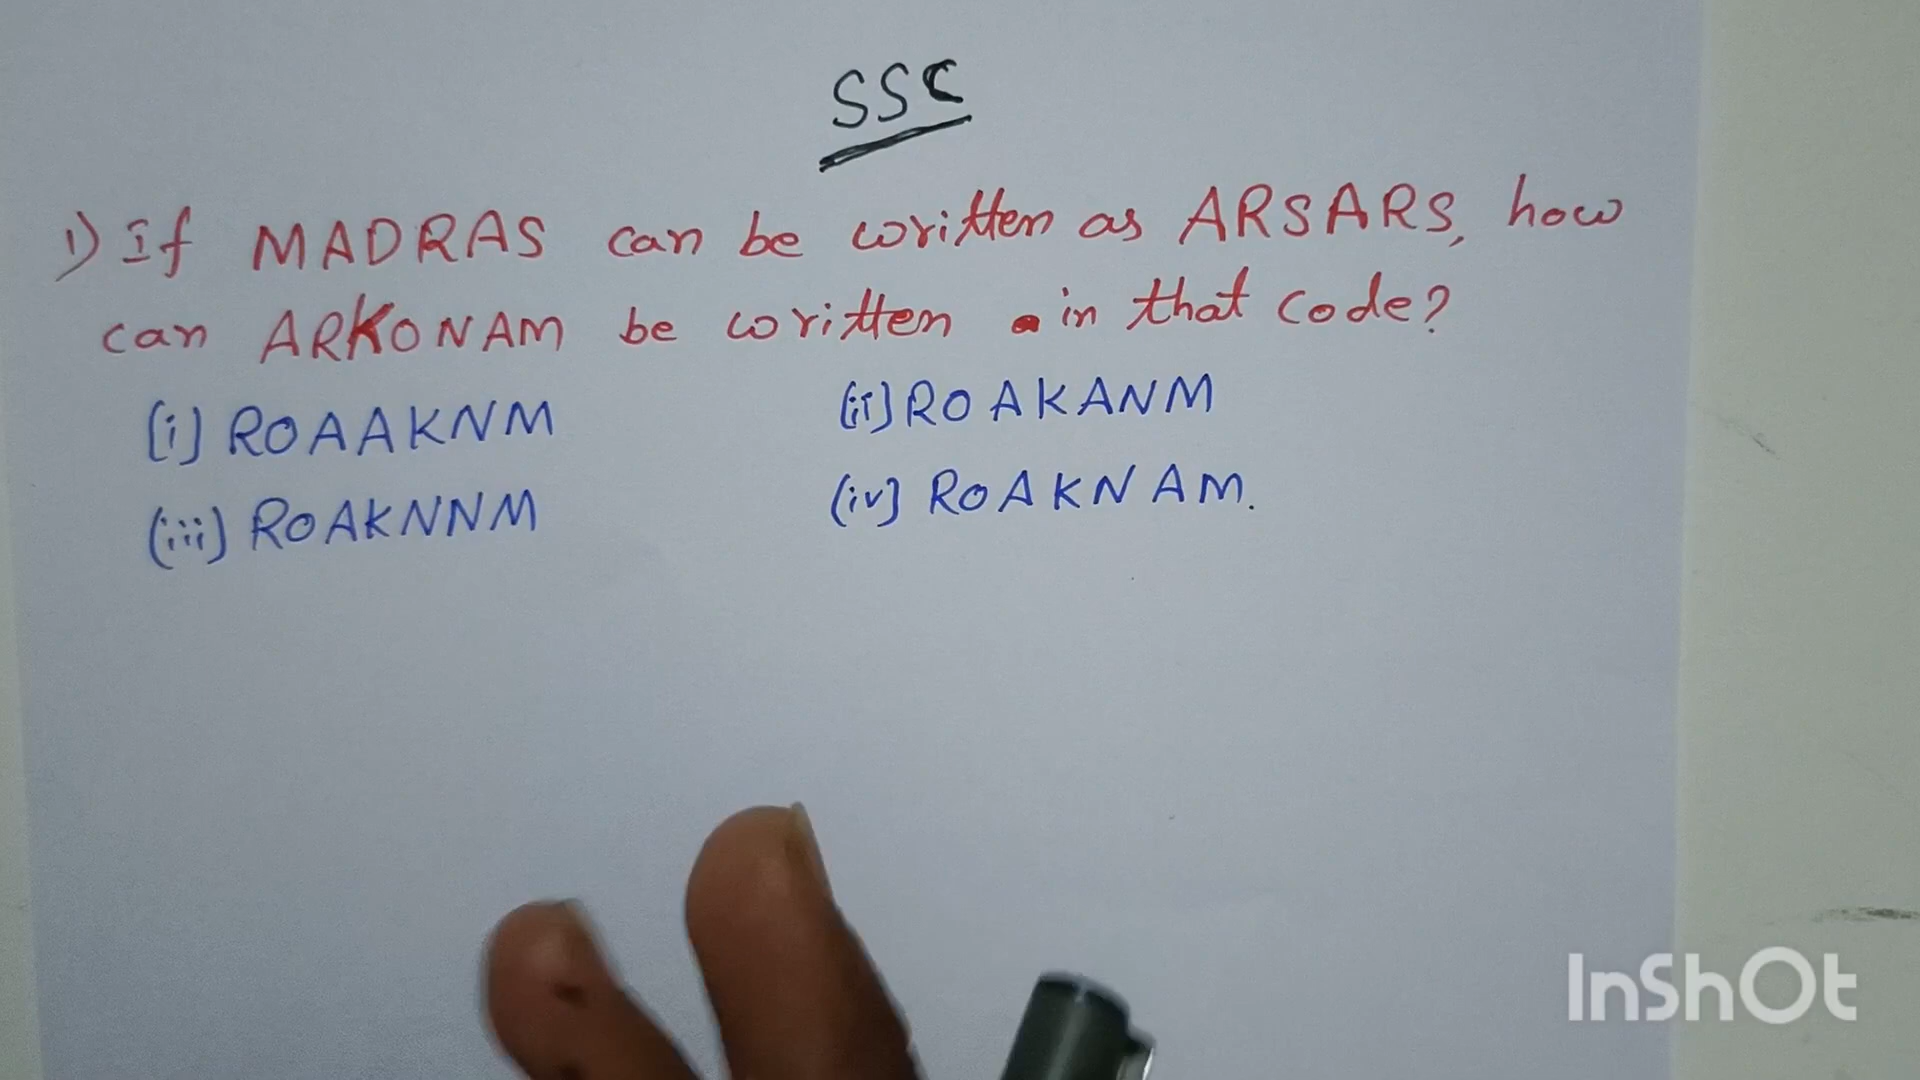 SSC
1) If MADRAS can be written as ARSARS, how
can ARKONAM be written in that code?
(i) ROAAKNM (ii) ROAKANM
(iii) ROAKNNM (iv) ROAKNAM.
InShOt